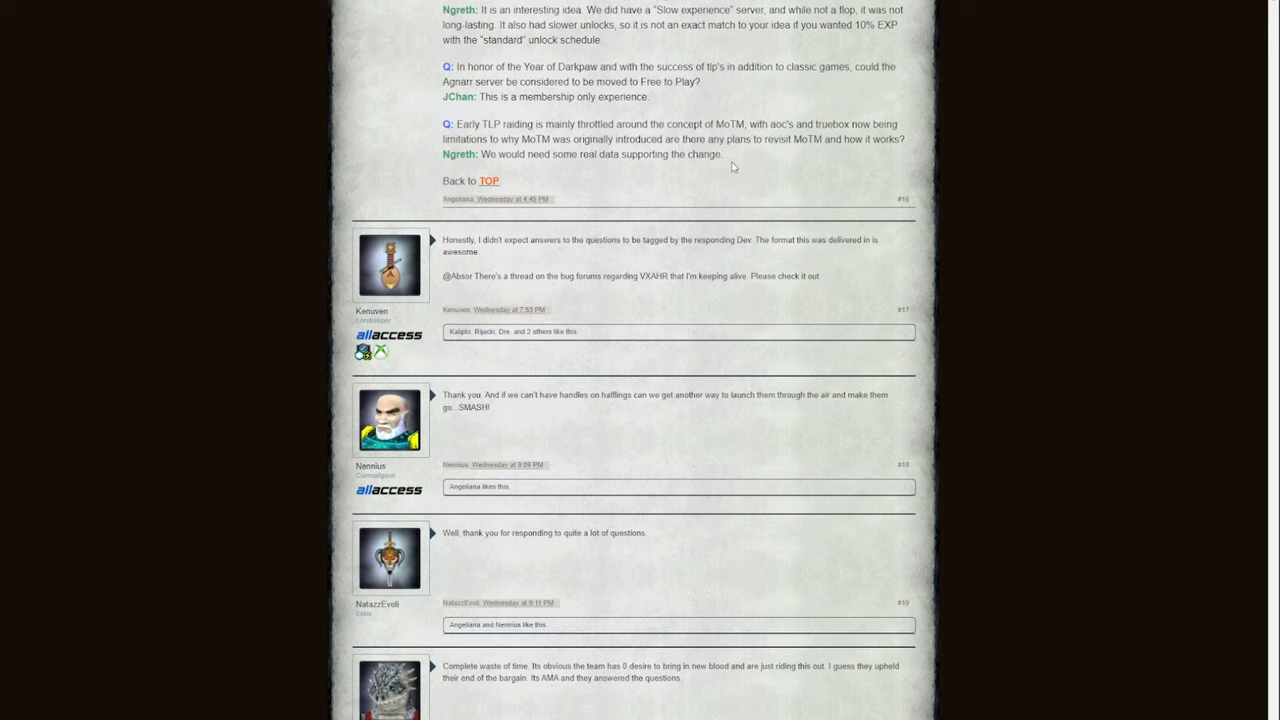 Ngreth: It is an interesting idea. We did have a "Slow experience" server, and while not a flop, it was not
long-lasting. It also had slower unlocks, so it is not an exact match to your idea if you wanted 10% EXP
with the "standard" unlock schedule.
Q: In honor of the Year of Darkpaw and with the success of tlp's in addition to classic games, could the
Agnarr server be considered to be moved to Free to Play?
JChan: This is a membership only experience.
Q: Early TLP raiding is mainly throttled around the concept of MoTM, with aoc's and truebox now being
limitations to why MoTM was originally introduced are there any plans to revisit MoTM and how it works?
Ngreth: We would need some real data supporting the change.
Back to TOP
Angeliana, Wednesday at 4:45 PM
#16
Honestly, I didn't expect answers to the questions to be tagged by the responding Dev. The format this was delivered in is
awesome.
@Absor There's a thread on the bug forums regarding VXAHR that I'm keeping alive. Please check it out
Kenuven
Lorekeeper
allaccess
Kenuven, Wednesday at 7:53 PM
#17
Kaliplo, Rijacki, Dre. and 2 others like this.
Thank you. And if we can't have handles on halflings can we get another way to launch them through the air and make them
go...SMASH!
Nennius
Curmudgeon
allaccess
Nennius, Wednesday at 9:09 PM
#18
Angeliana likes this.
Well, thank you for responding to quite a lot of questions.
NatazzEvoli
Elder
NatazzEvoli, Wednesday at 9:11 PM
#19
Angeliana and Nennius like this.
Complete waste of time. Its obvious the team has 0 desire to bring in new blood and are just riding this out. I guess they upheld
their end of the bargain. Its AMA and they answered the questions.